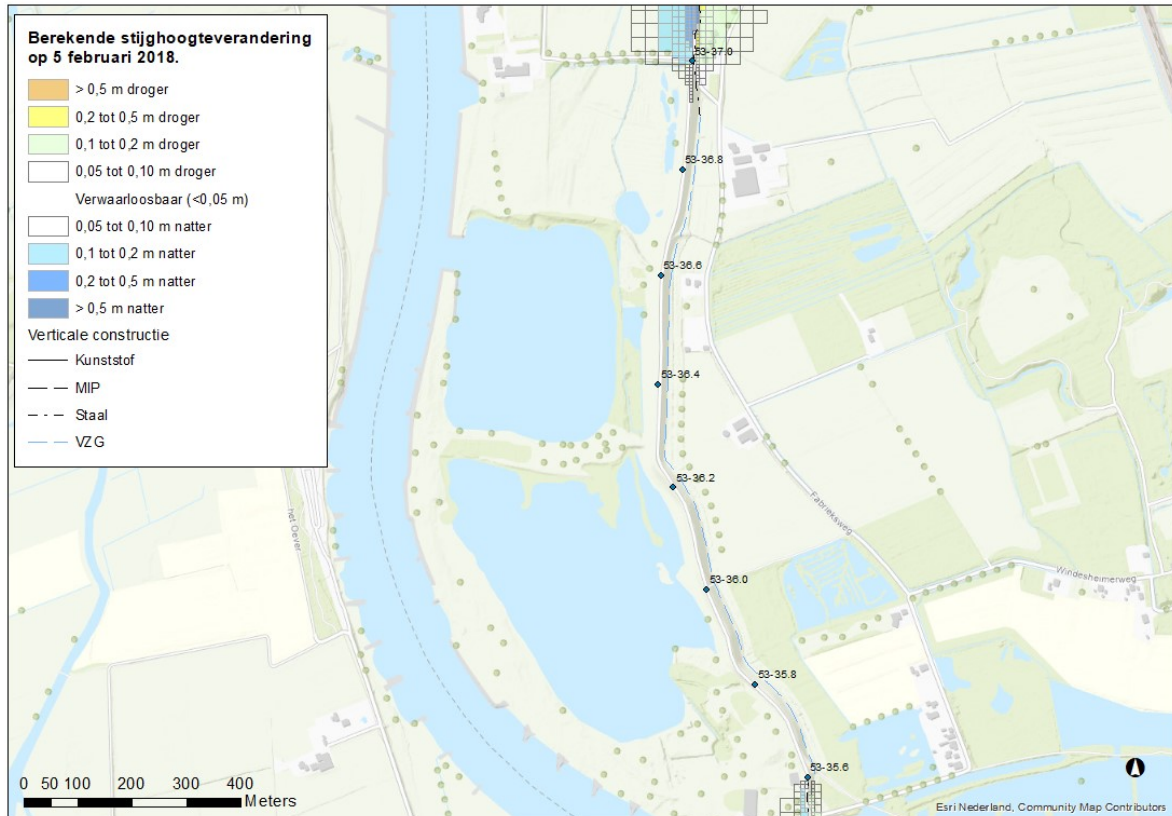 Berekende stijghoogteverandering
op 5 februari 2018.
> 0,5 m droger
0,2 tot 0,5 m droger
0,1 tot 0,2 m droger
0,05 tot 0,10 m droger
Verwaarloosbaar (<0,05 m)
0,05 tot 0,10 m natter
0,1 tot 0,2 m natter
0,2 tot 0,5 m natter
> 0,5 m natter
Verticale constructie
Kunststof
MIP
Staal
VZG
53-37.0
53-36.8
53-36.6
53-36.4
53-36.2
53-36.0
53-35.8
53-35.6
het Oever
Fabrieksweg
Windesheimerweg
0 50 100 200 300 400
Meters
Esri Nederland, Community Map Contributors